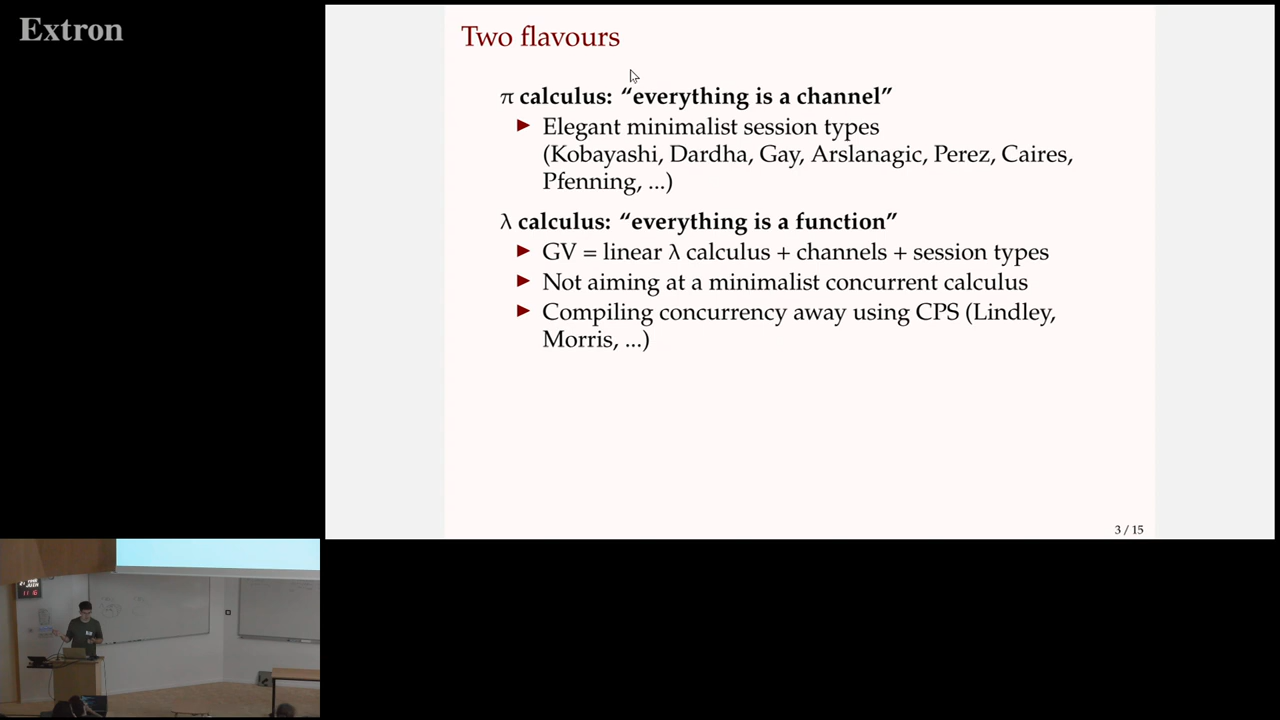 Extron
Two flavours
π calculus: “everything is a channel”
▶ Elegant minimalist session types
(Kobayashi, Dardha, Gay, Arslanagic, Perez, Caires,
Pfenning, ...)
λ calculus: “everything is a function”
▶ GV = linear λ calculus + channels + session types
▶ Not aiming at a minimalist concurrent calculus
▶ Compiling concurrency away using CPS (Lindley,
Morris, ...)
3 / 15